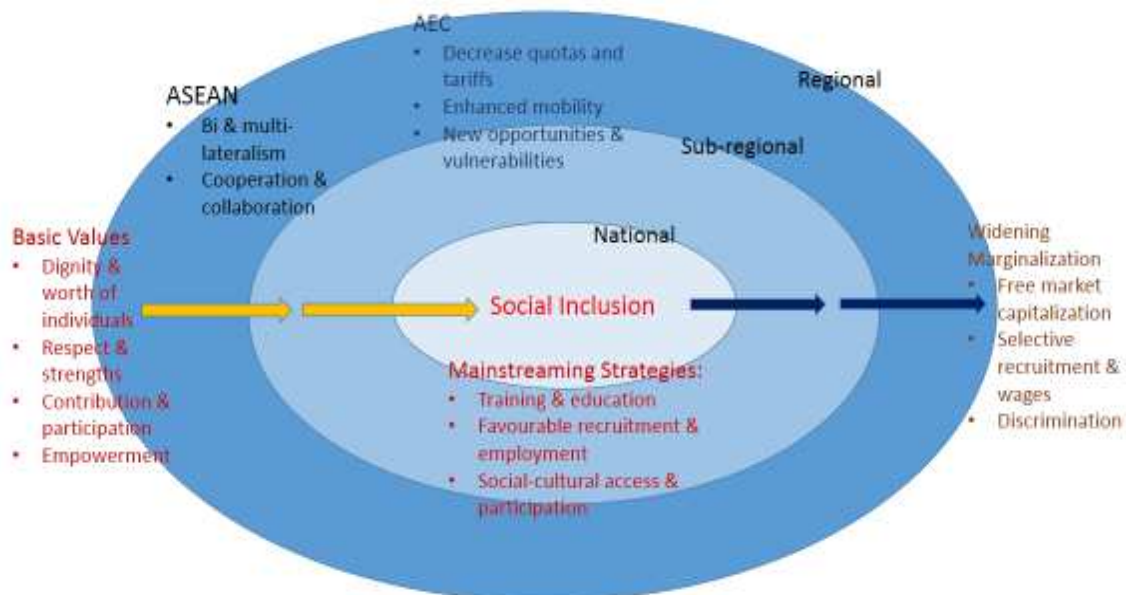 AEC
• Decrease quotas and
tariffs
• Enhanced mobility
• New opportunities &
vulnerabilities
Regional
ASEAN
• Bi & multi-
lateralism
• Cooperation &
collaboration
Sub-regional
National
Basic Values
• Dignity &
worth of
individuals
• Respect &
strengths
• Contribution &
participation
• Empowerment
Social Inclusion
Mainstreaming Strategies:
• Training & education
• Favourable recruitment &
employment
• Social-cultural access &
participation
Widening
Marginalization
• Free market
capitalization
• Selective
recruitment &
wages
• Discrimination